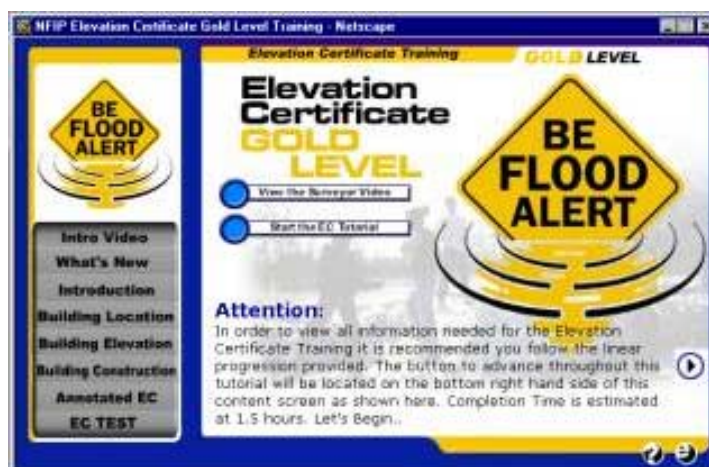 NFIP Elevation Certificate Gold Level Training - Netscape
Elevation Certificate Training
GOLD LEVEL
BE
FLOOD
ALERT
Intro Video
What's New
Introduction
Building Location
Building Elevation
Building Construction
Annotated EC
EC TEST
Elevation
Certificate
GOLD
LEVEL
View the Surveyor Video
Start the EC Tutorial
BE
FLOOD
ALERT
Attention:
In order to view all information needed for the Elevation
Certificate Training it is recommended you follow the linear
progression provided. The button to advance throughout this
tutorial will be located on the bottom right hand side of this
content screen as shown here. Completion Time is estimated
at 1.5 hours. Let's Begin..